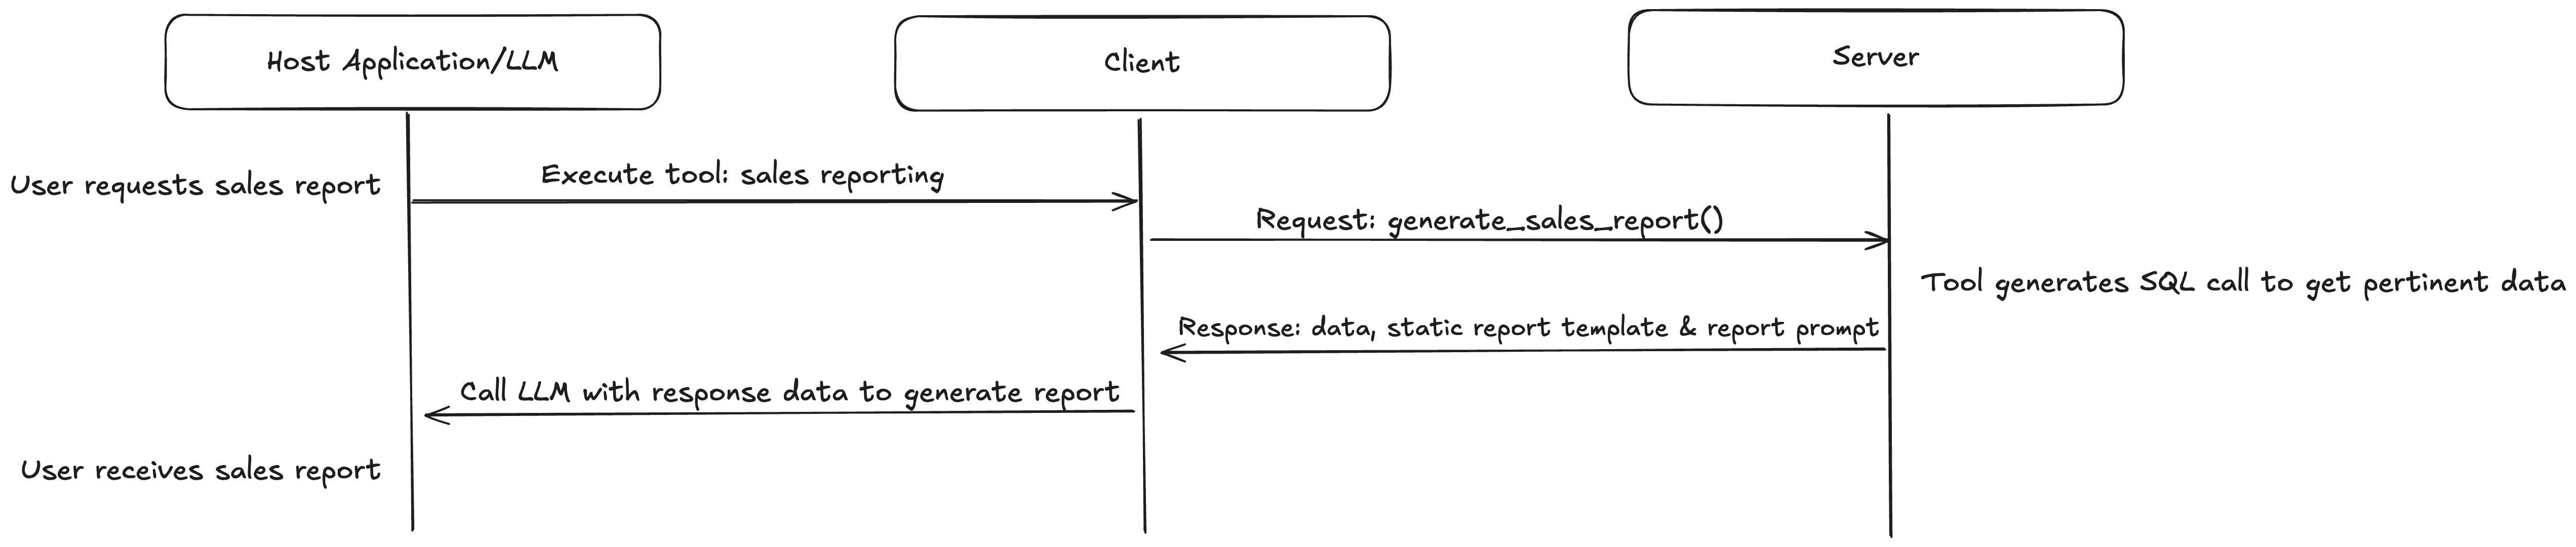 Host Application/LLM
Client
Server
User requests sales report
Execute tool: sales reporting
Request: generate_sales_report()
Tool generates SQL call to get pertinent data
Response: data, static report template & report prompt
Call LLM with response data to generate report
User receives sales report